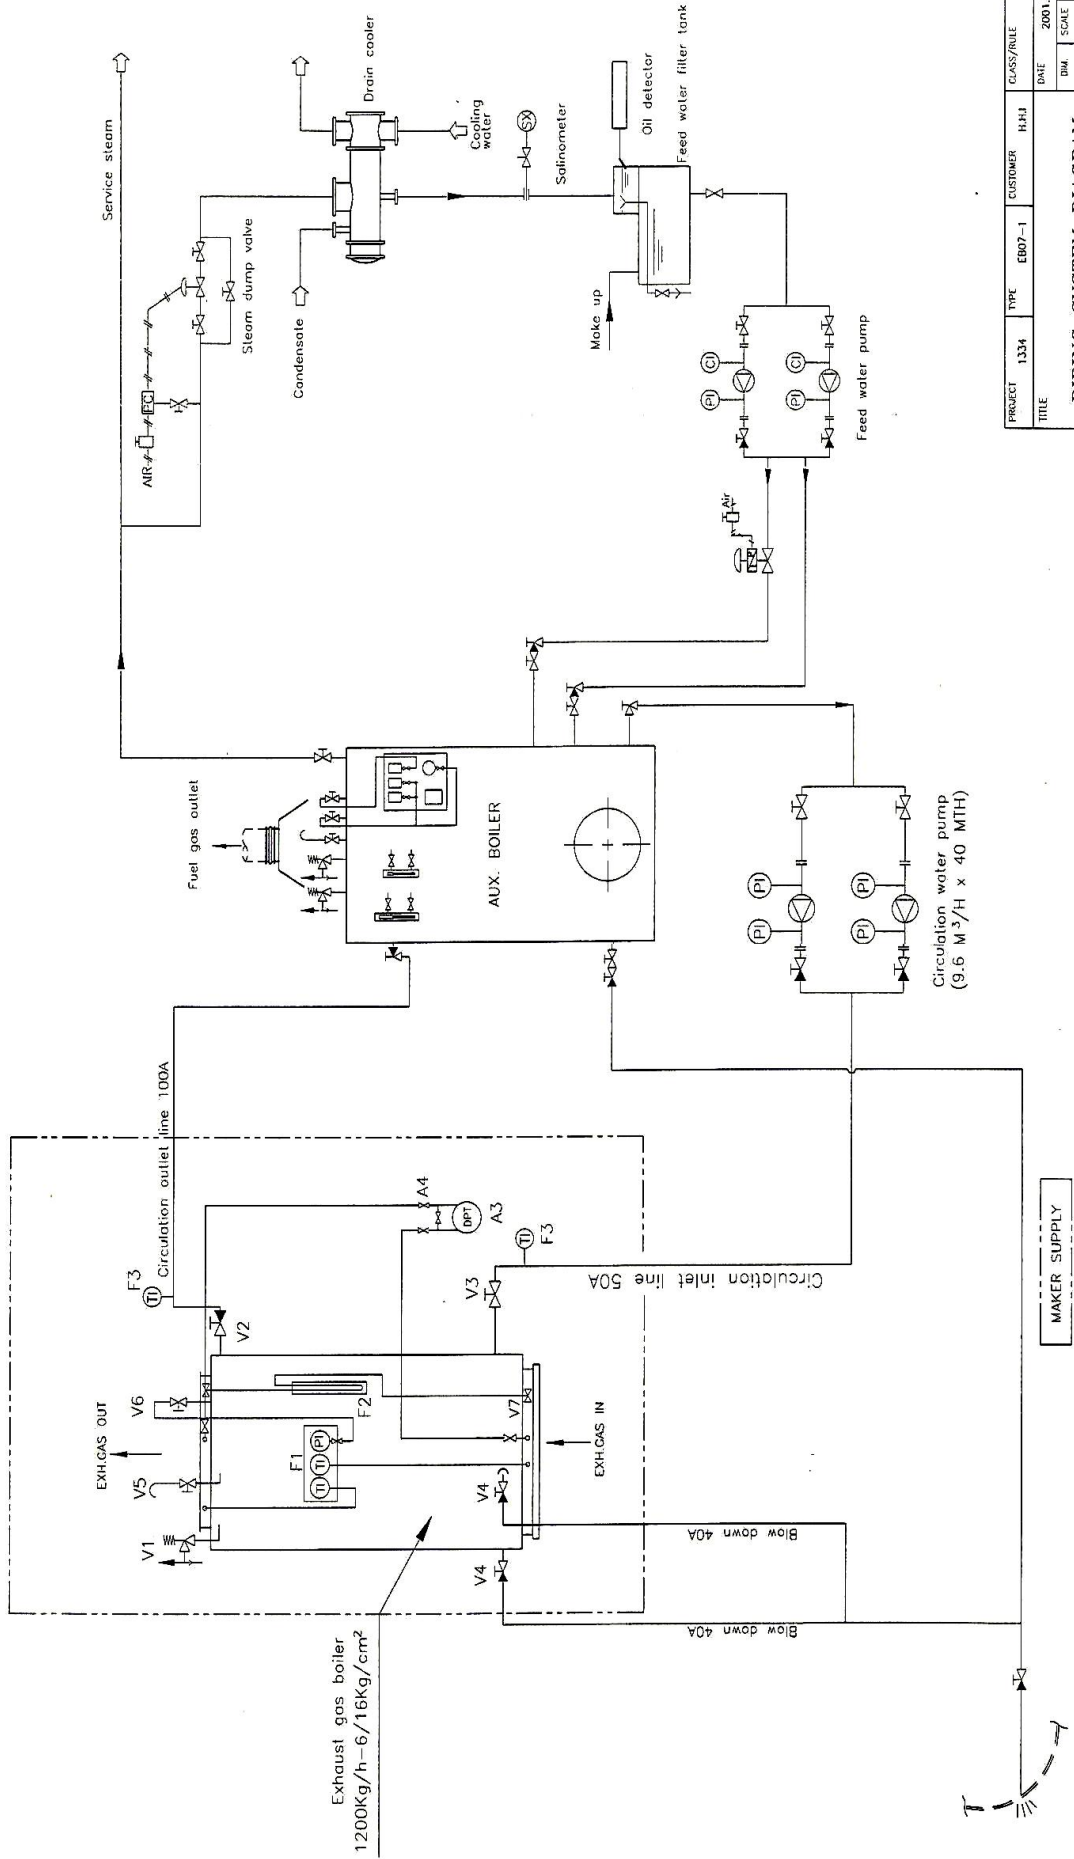 Service steam
AIR
PC
Steam dump valve
Condensate
Drain cooler
Cooling
water
Salinometer
SX
Oil detector
Feed water filter tank
Make up
PI
CI
PI
CI
Feed water pump
Air
Fuel gas outlet
AUX. BOILER
PI
PI
PI
PI
Circulation water pump
(9.6 M³/H x 40 MTH)
Circulation outlet line 100A
F3
TI
V2
EXH.GAS OUT
V6
V5
V1
F1
TI
TI
PI
F2
A4
DPT
A3
V7
V3
TI
F3
Circulation inlet line 50A
EXH.GAS IN
V4
V4
Blow down 40A
Blow down 40A
Exhaust gas boiler
1200Kg/h-6/16Kg/cm²
MAKER SUPPLY
PROJECT 1334
TYPE EB07-1
CUSTOMER H.H.I
CLASS/RULE
TITLE
DATE 2001.
DIM. SCALE
PIPING SYSTEM DIAGRAM